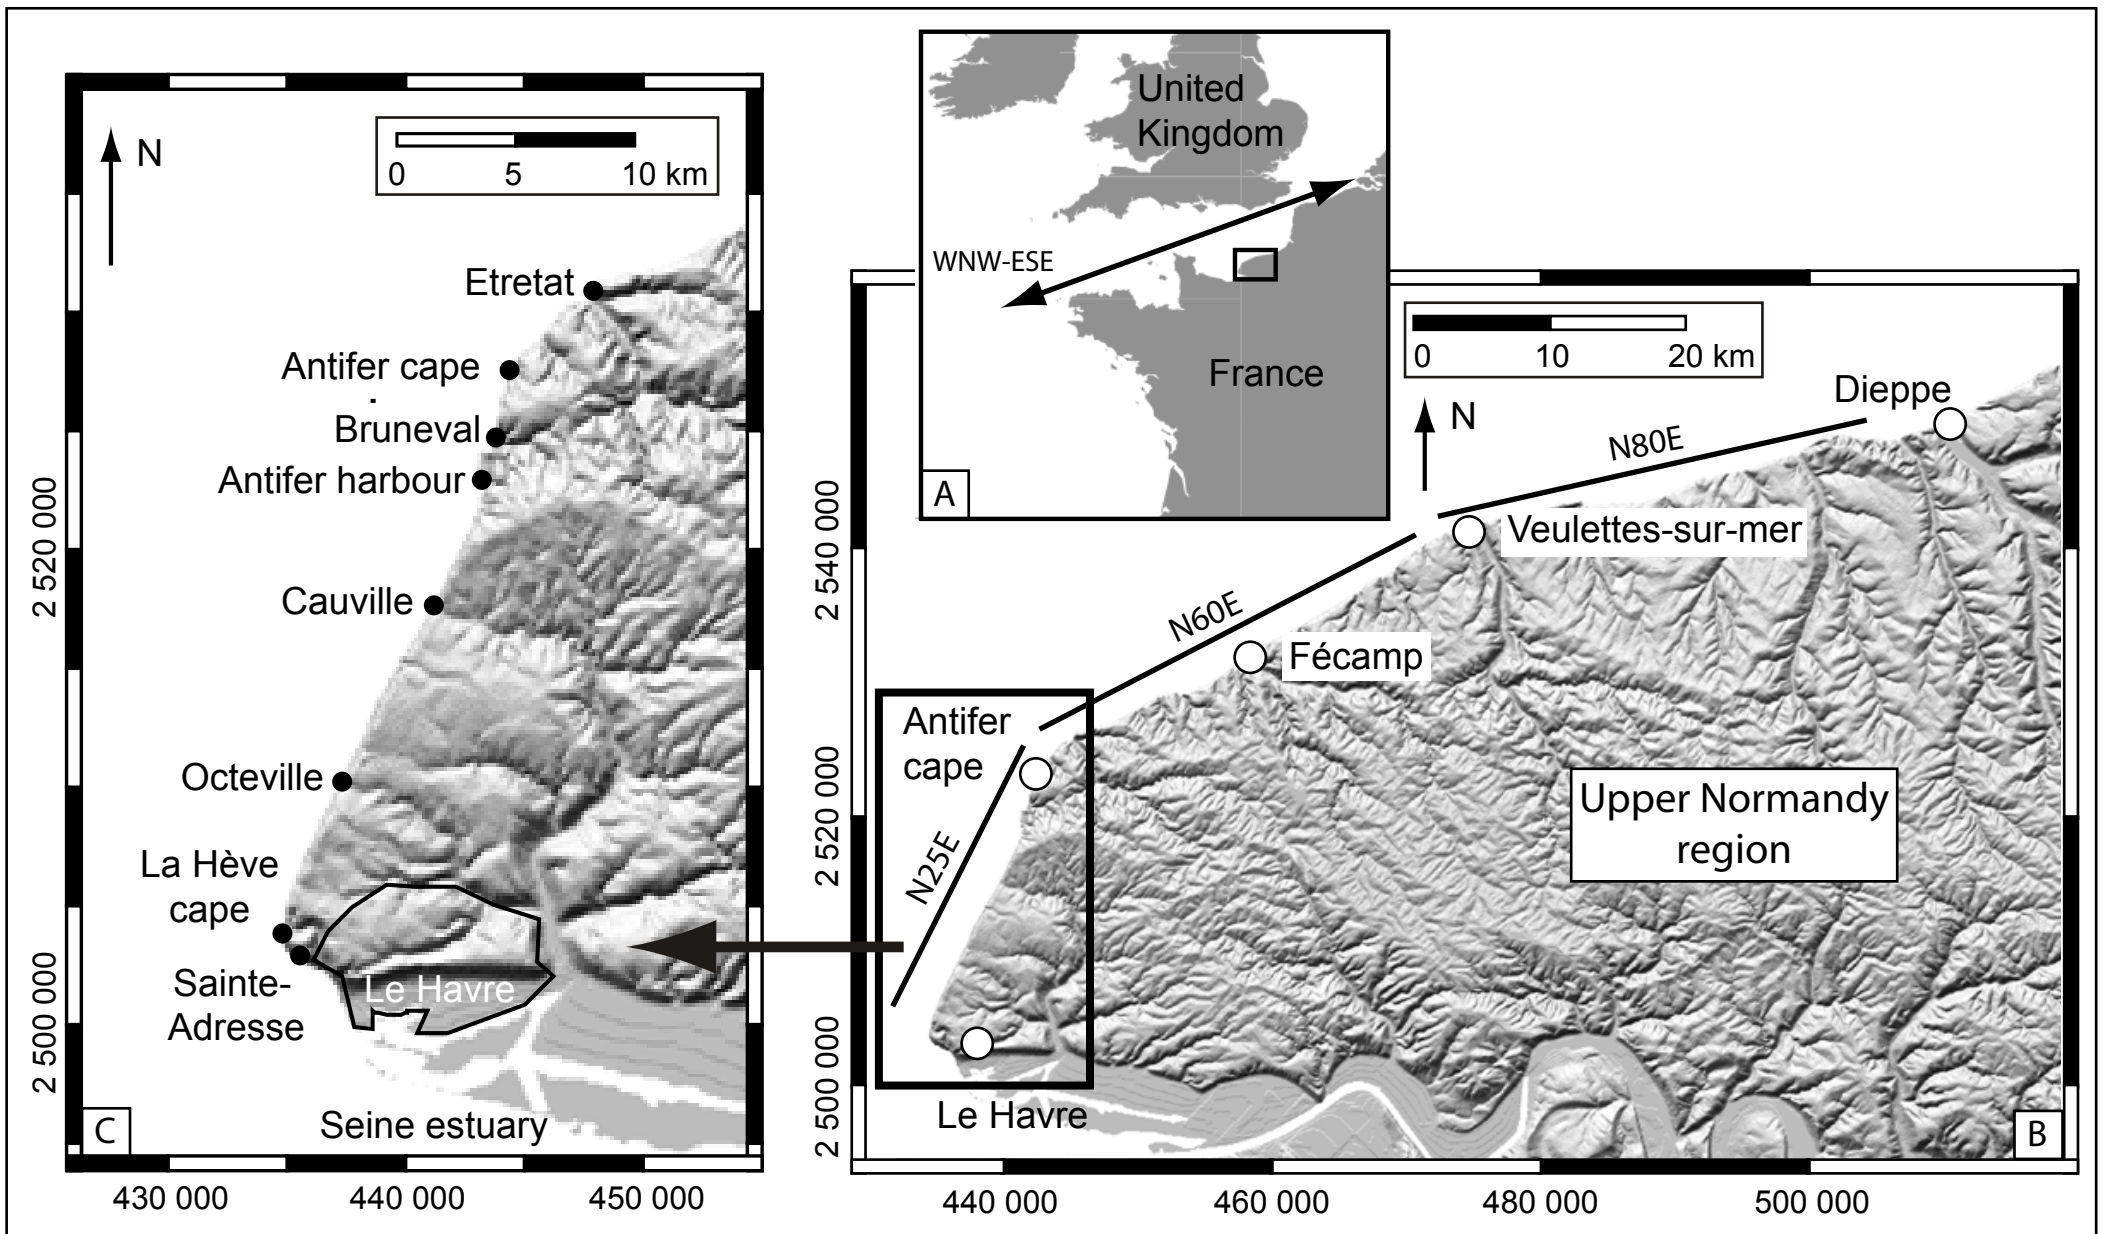 N
0 5 10 km
Etretat
Antifer cape
Bruneval
Antifer harbour
Cauville
Octeville
La Hève
cape
Sainte-
Adresse
Le Havre
Seine estuary
C
2 520 000
2 500 000
430 000 440 000 450 000
United
Kingdom
WNW-ESE
France
A
0 10 20 km
N
Dieppe
N80E
Veulettes-sur-mer
N60E
Fécamp
Antifer
cape
N25E
Upper Normandy
region
Le Havre
B
2 540 000
2 520 000
2 500 000
440 000 460 000 480 000 500 000